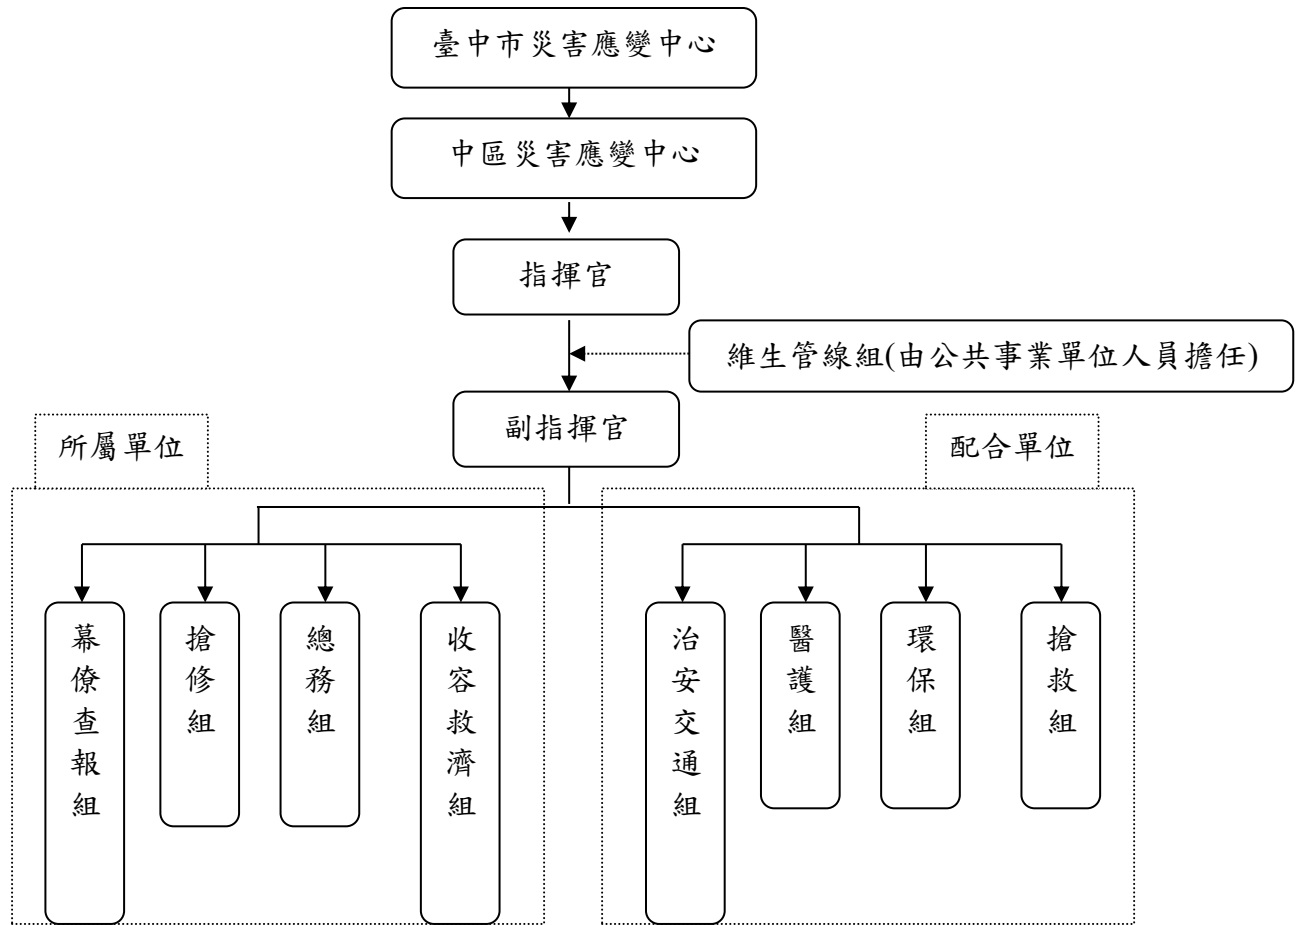 臺中市災害應變中心
中區災害應變中心
指揮官
維生管線組(由公共事業單位人員擔任)
副指揮官
所屬單位
配合單位
幕僚查報組
搶修組
總務組
收容救濟組
治安交通組
醫護組
環保組
搶救組